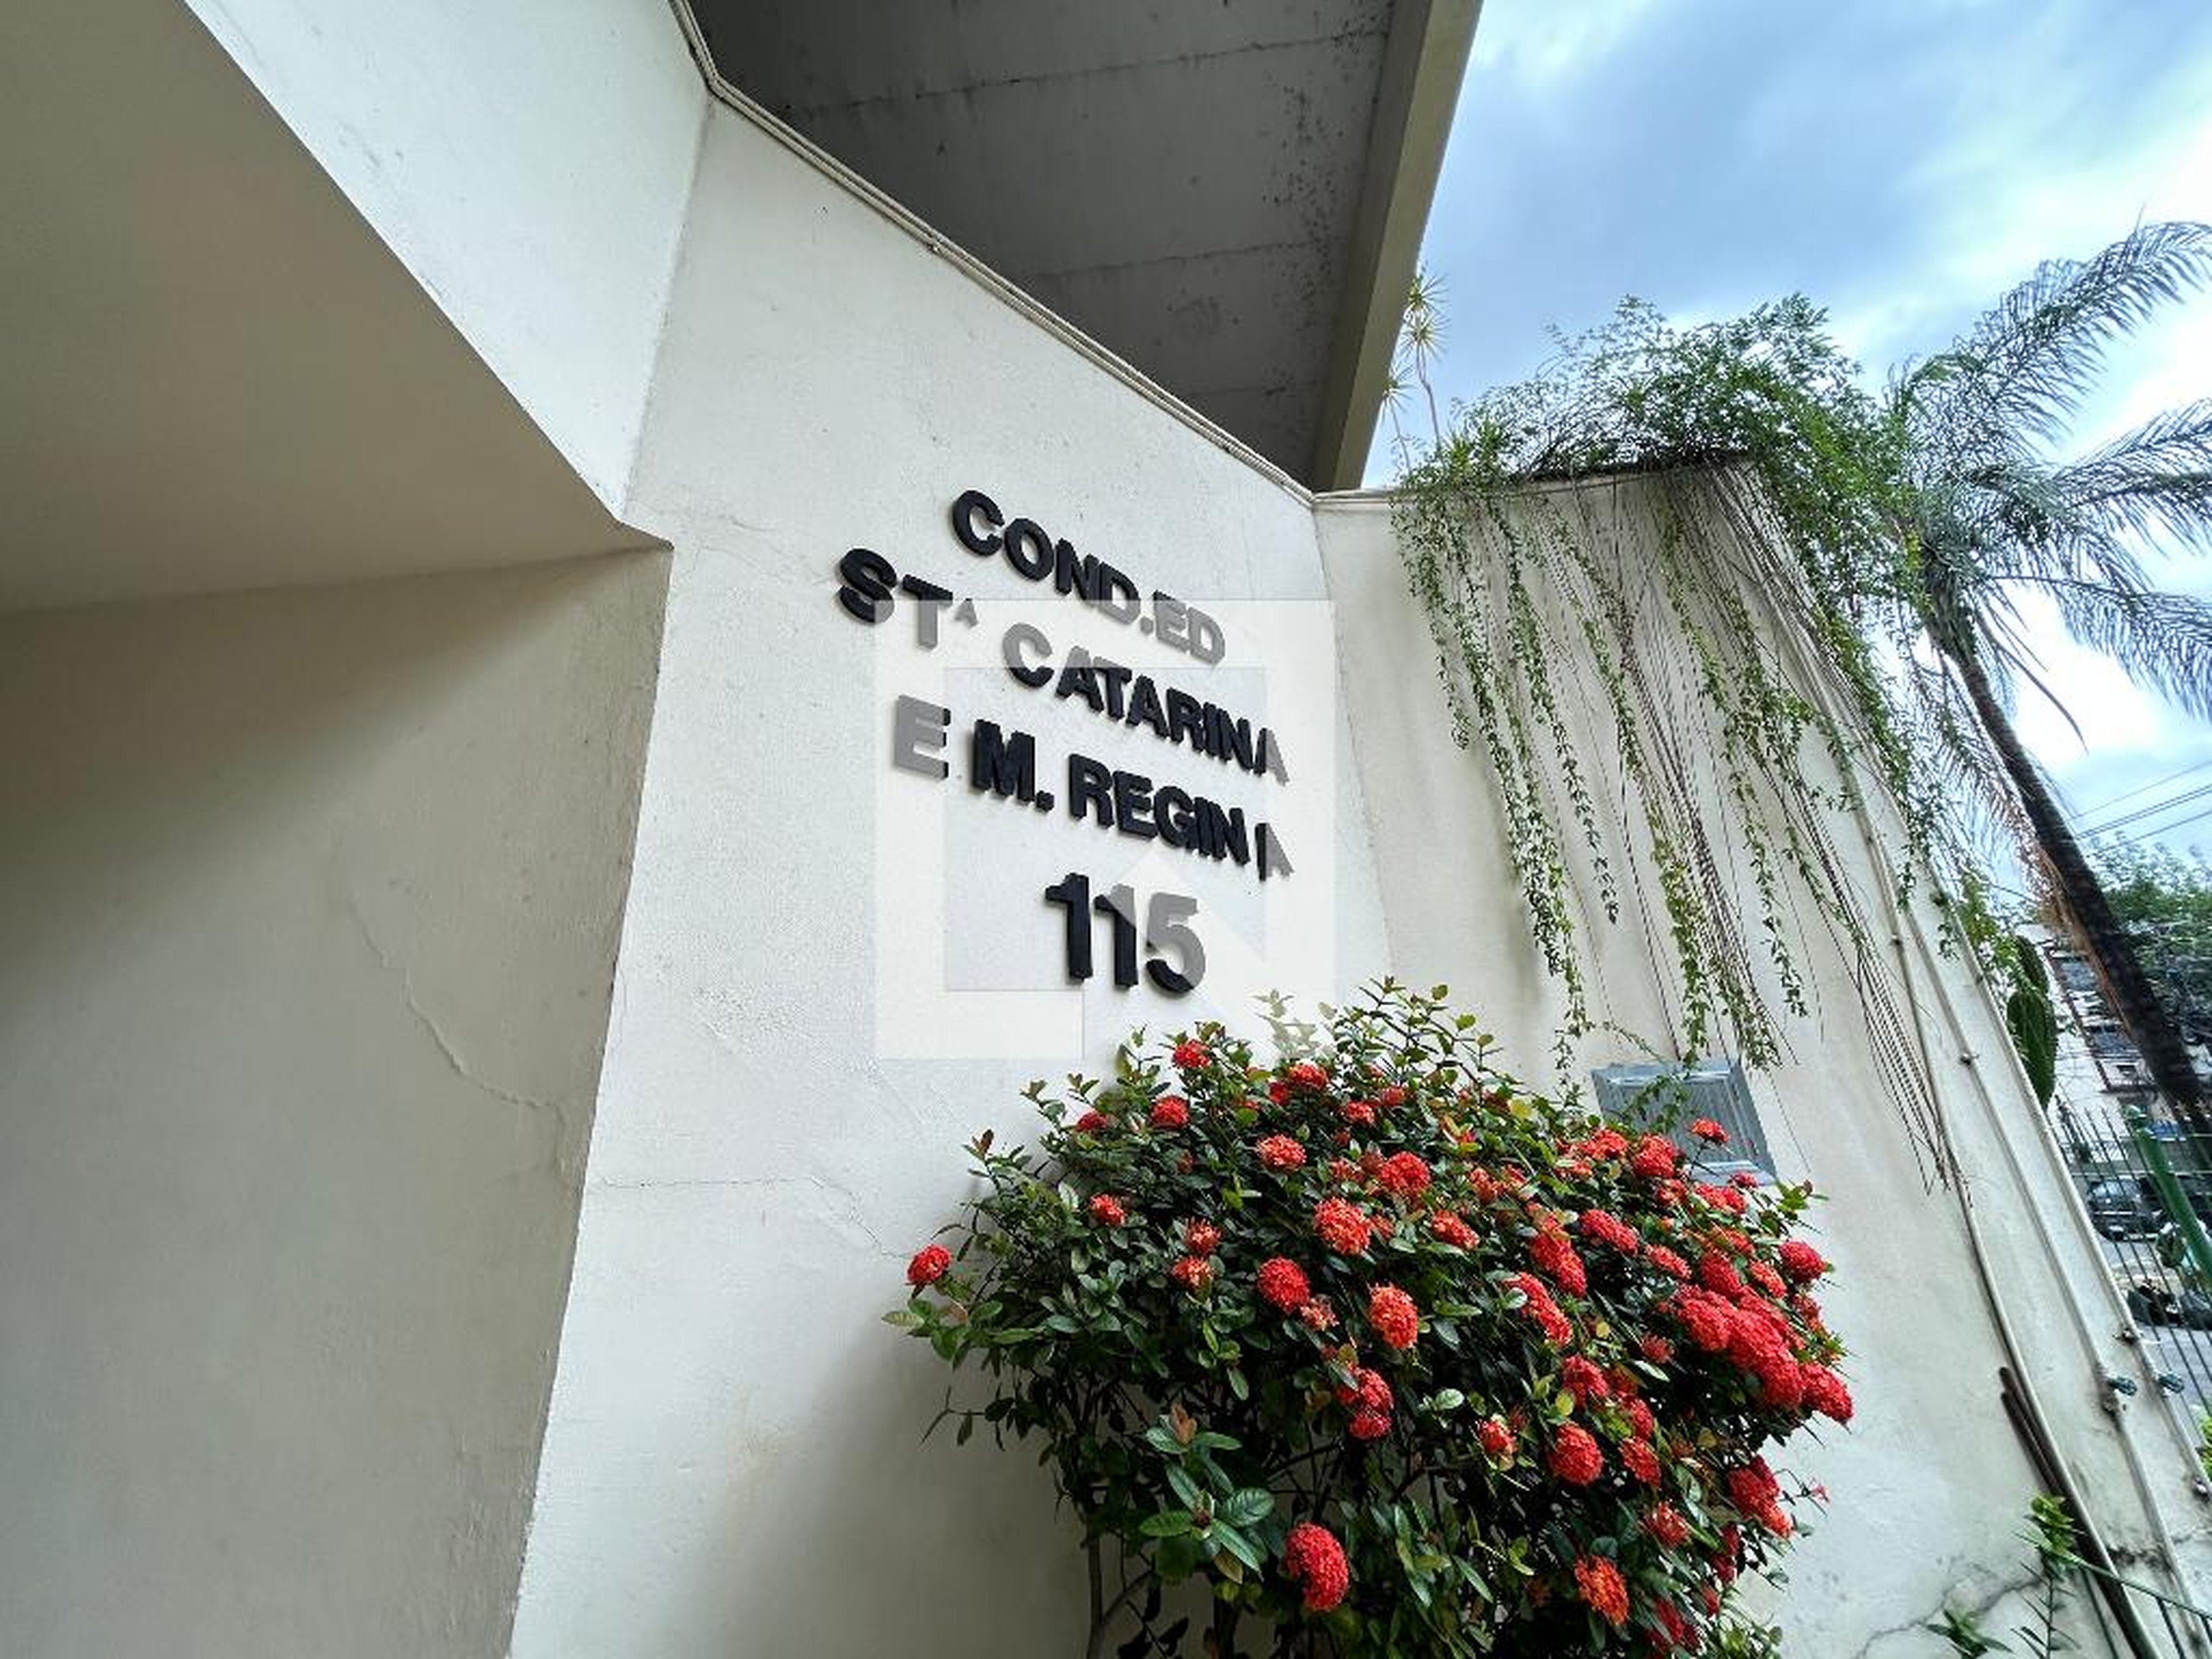 COND.ED
STᴬ CATARINA
E M. REGINA
115